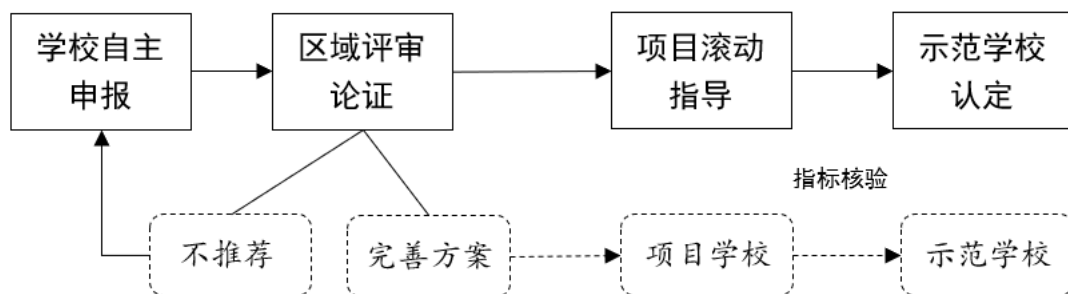 学校自主
申报
区域评审
论证
项目滚动
指导
示范学校
认定
指标核验
不推荐
完善方案
项目学校
示范学校